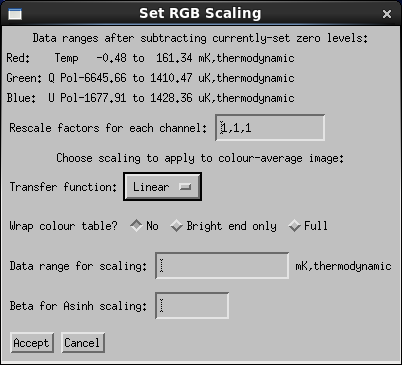 Set RGB Scaling
Data ranges after subtracting currently-set zero levels:
Red: Temp -0.48 to 161.34 mK,thermodynamic
Green: Q Pol-6645.66 to 1410.47 uK,thermodynamic
Blue: U Pol-1677.91 to 1428.36 uK,thermodynamic
Rescale factors for each channel: 1,1,1
Choose scaling to apply to colour-average image:
Transfer function: Linear
Wrap colour table? No Bright end only Full
Data range for scaling: mK,thermodynamic
Beta for Asinh scaling:
Accept Cancel